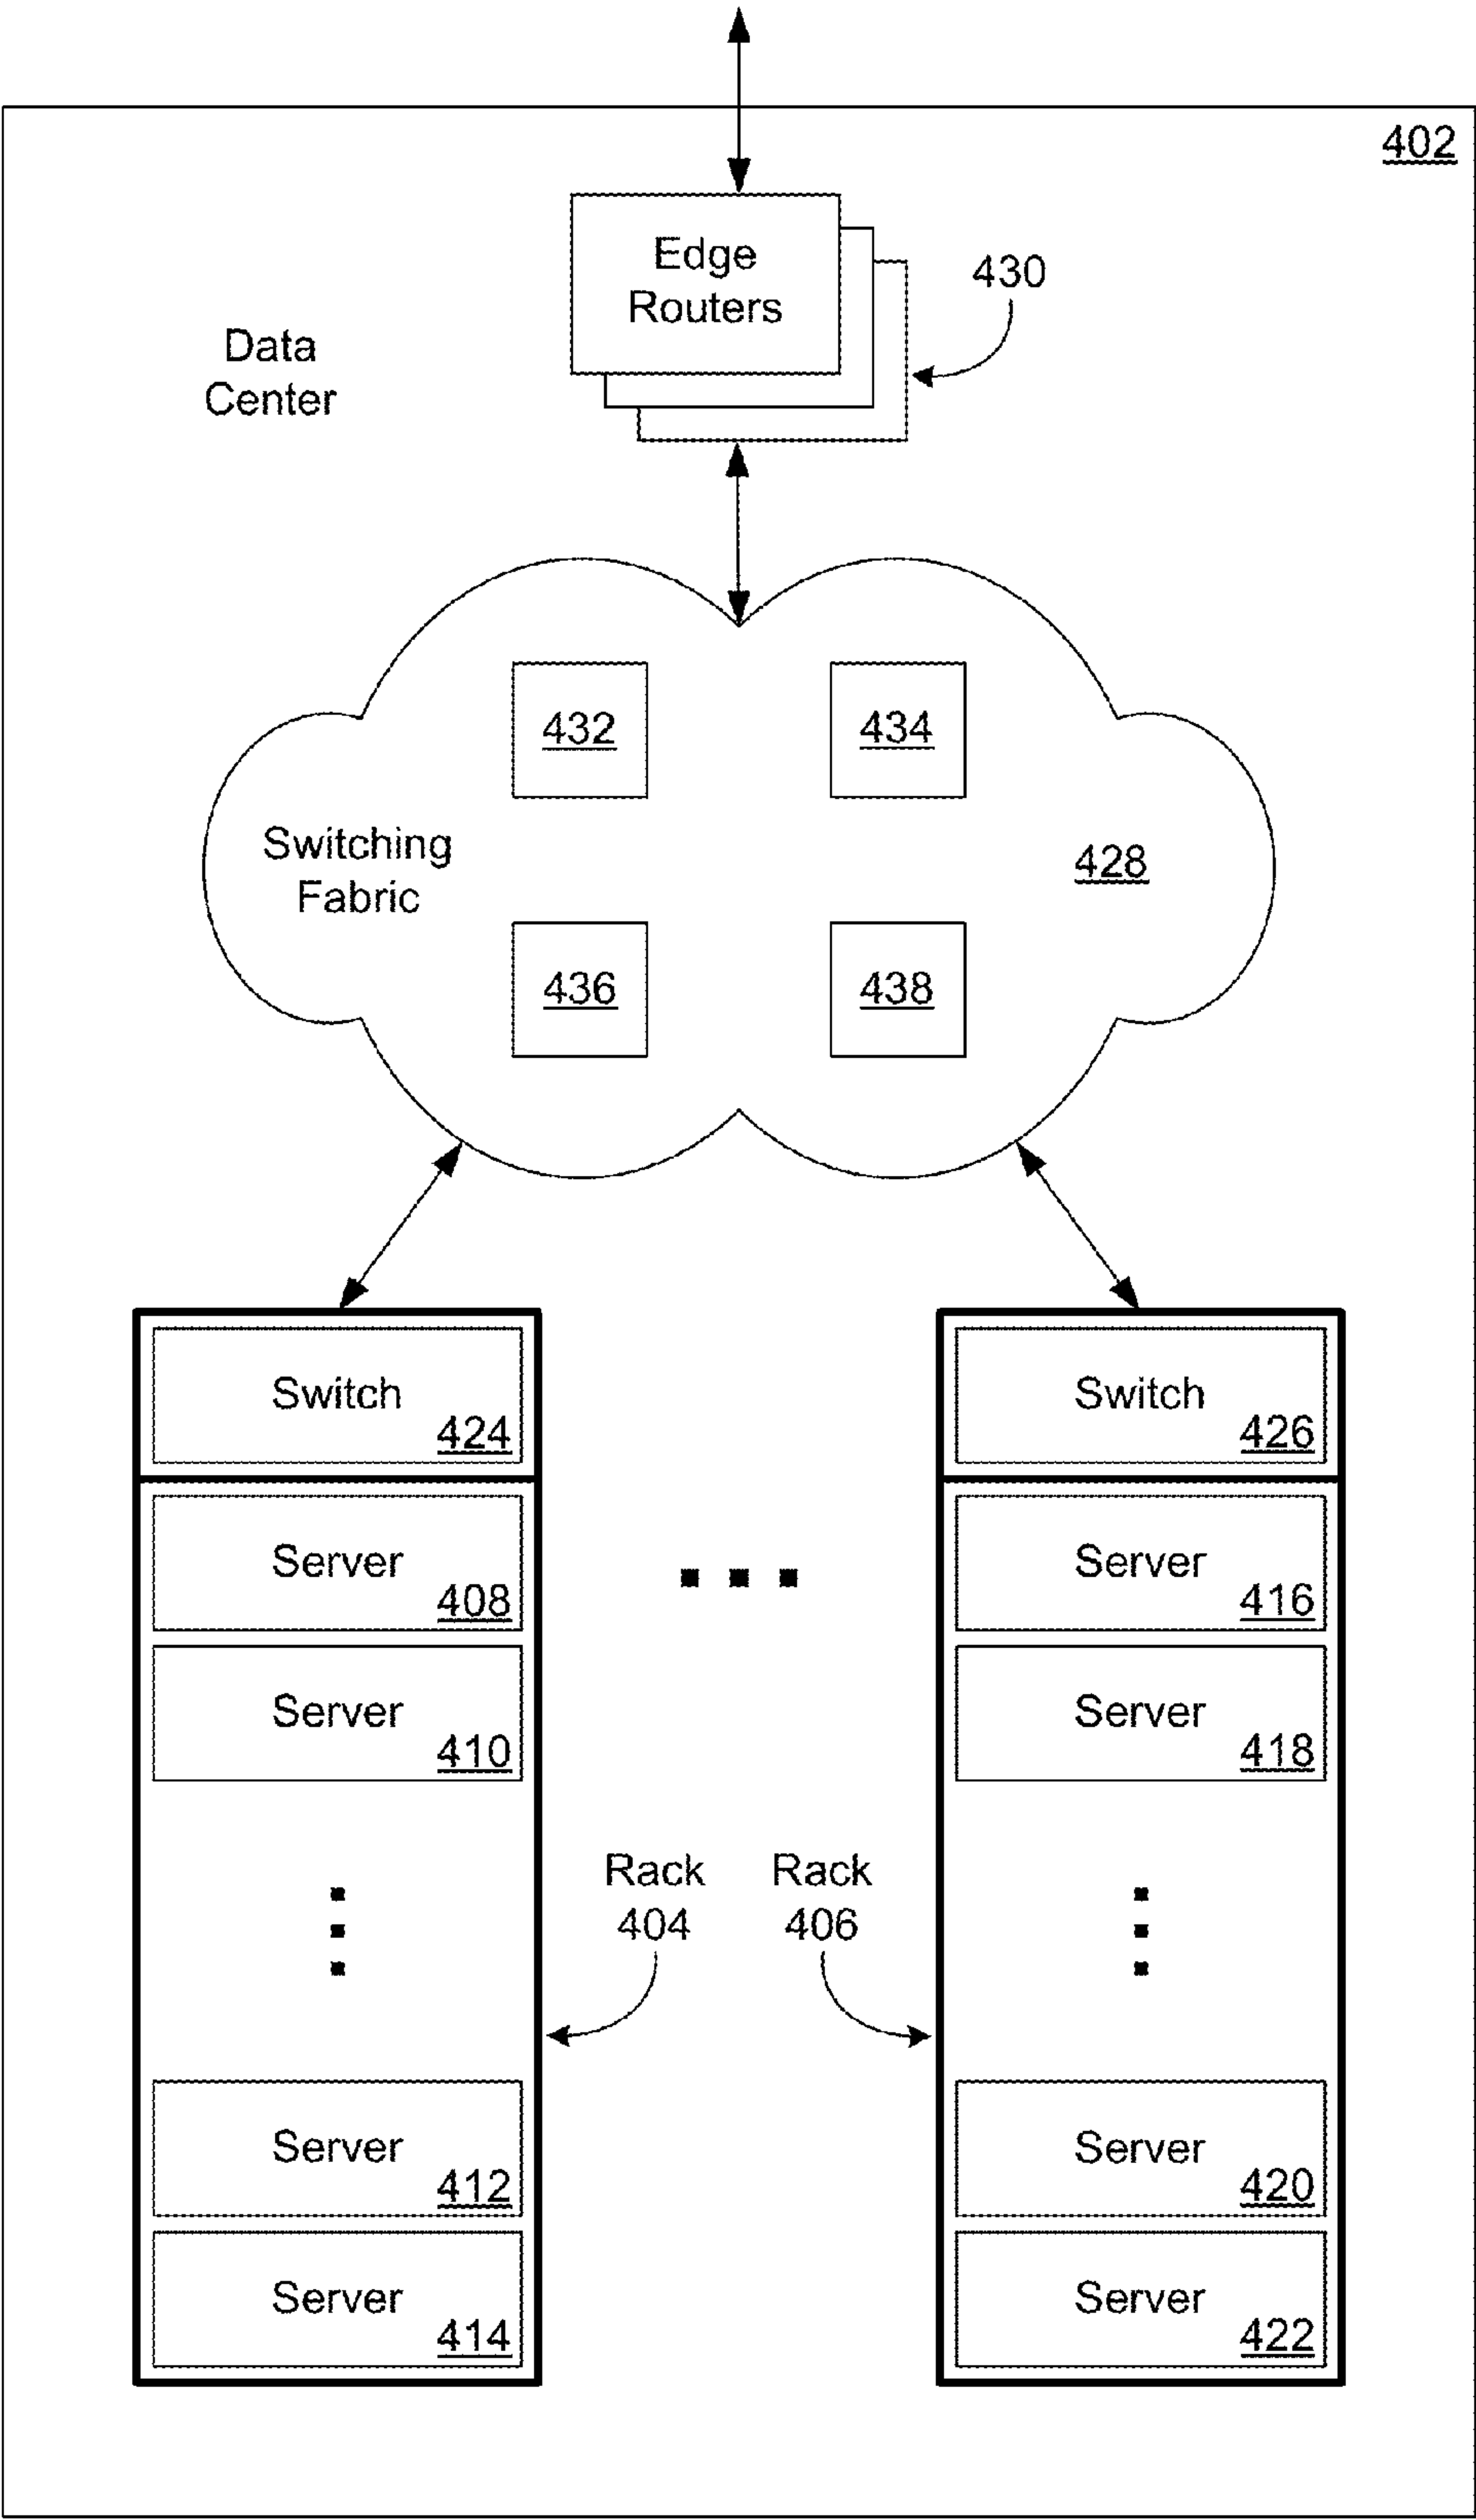 402
Edge
Routers
430
Data
Center
432
434
Switching
Fabric
428
436
438
Switch
424
Server
408
Server
410
Rack
404
Server
412
Server
414
Switch
426
Server
416
Server
418
Rack
406
Server
420
Server
422